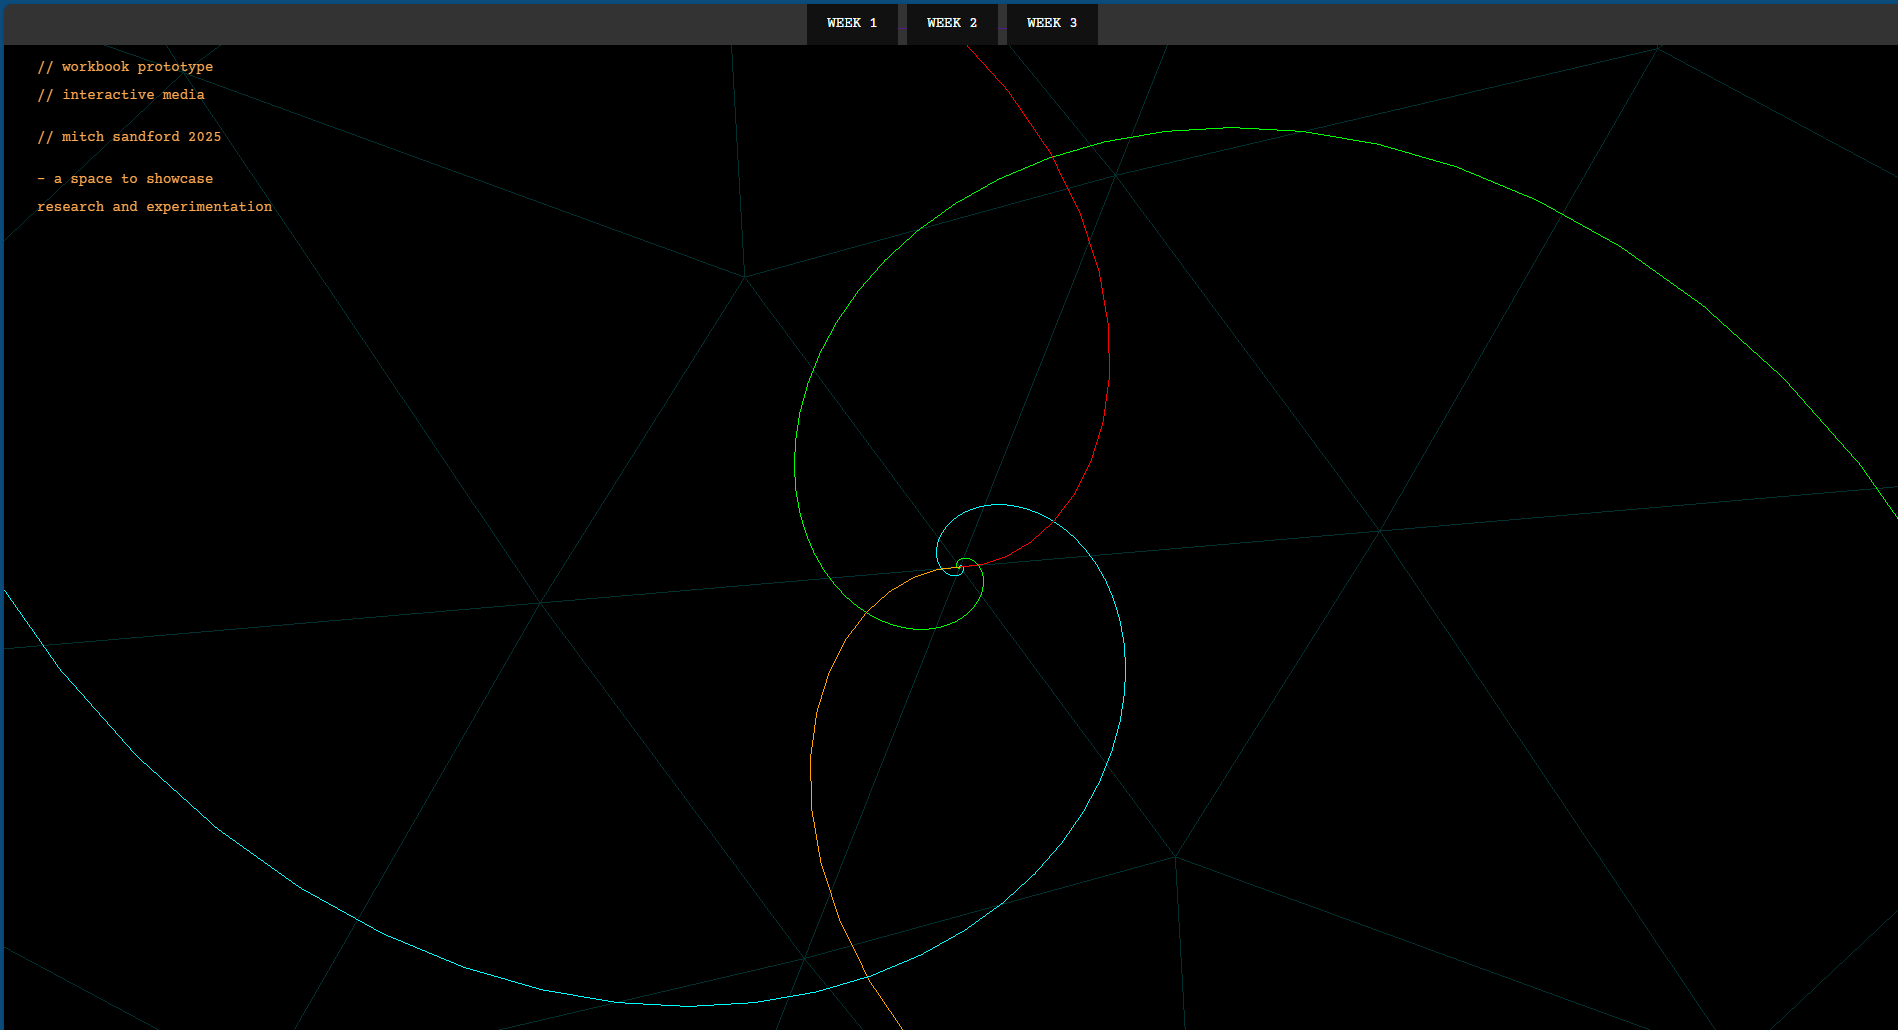 WEEK 1 WEEK 2 WEEK 3
// workbook prototype
// interactive media
// mitch sandford 2025
- a space to showcase
research and experimentation